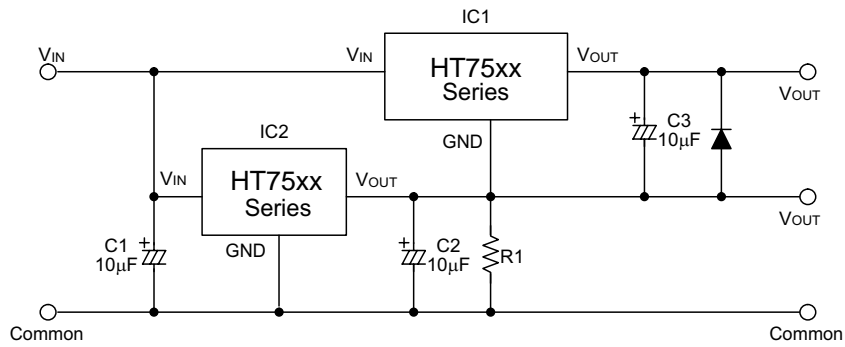 IC1
VIN
VIN
HT75xx
Series
VOUT
VOUT
IC2
GND
C3
10μF
VIN
HT75xx
Series
VOUT
VOUT
GND
C1
10μF
C2
10μF
R1
Common
Common